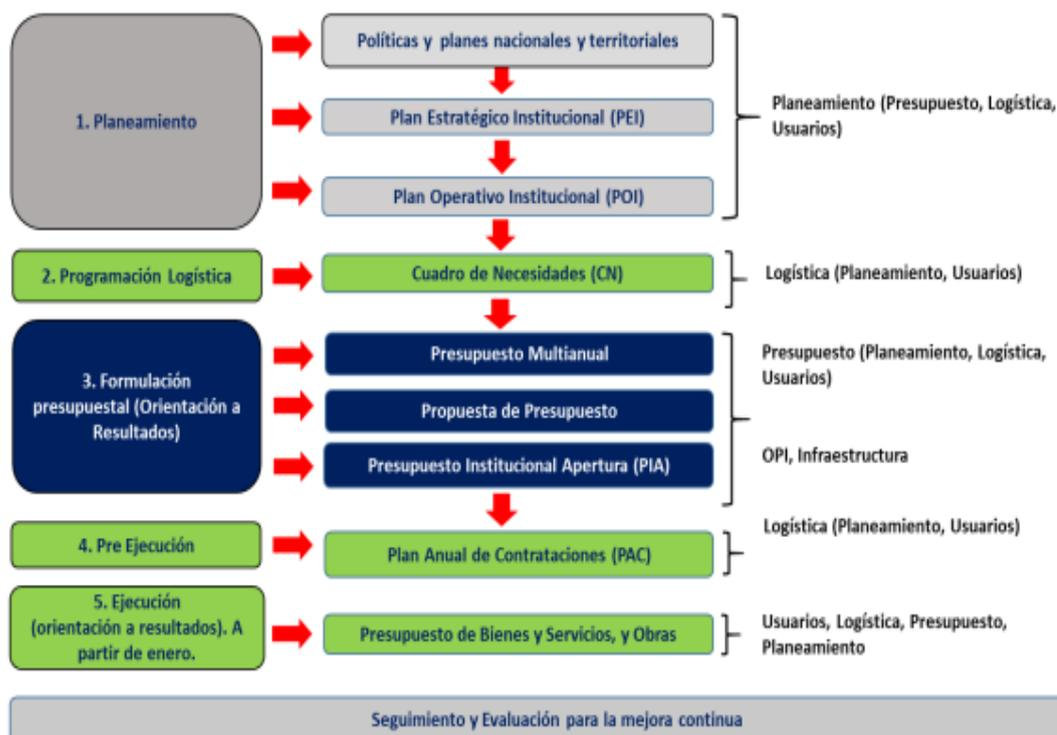 Políticas y planes nacionales y territoriales
1. Planeamiento
Plan Estratégico Institucional (PEI)
Plan Operativo Institucional (POI)
Planeamiento (Presupuesto, Logística,
Usuarios)
2. Programación Logística
Cuadro de Necesidades (CN)
Logística (Planeamiento, Usuarios)
3. Formulación
presupuestal (Orientación a
Resultados)
Presupuesto Multianual
Propuesta de Presupuesto
Presupuesto Institucional Apertura (PIA)
Presupuesto (Planeamiento, Logística,
Usuarios)
OPI, Infraestructura
4. Pre Ejecución
Plan Anual de Contrataciones (PAC)
Logística (Planeamiento, Usuarios)
5. Ejecución
(orientación a resultados). A
partir de enero.
Presupuesto de Bienes y Servicios, y Obras
Usuarios, Logística, Presupuesto,
Planeamiento
Seguimiento y Evaluación para la mejora continua